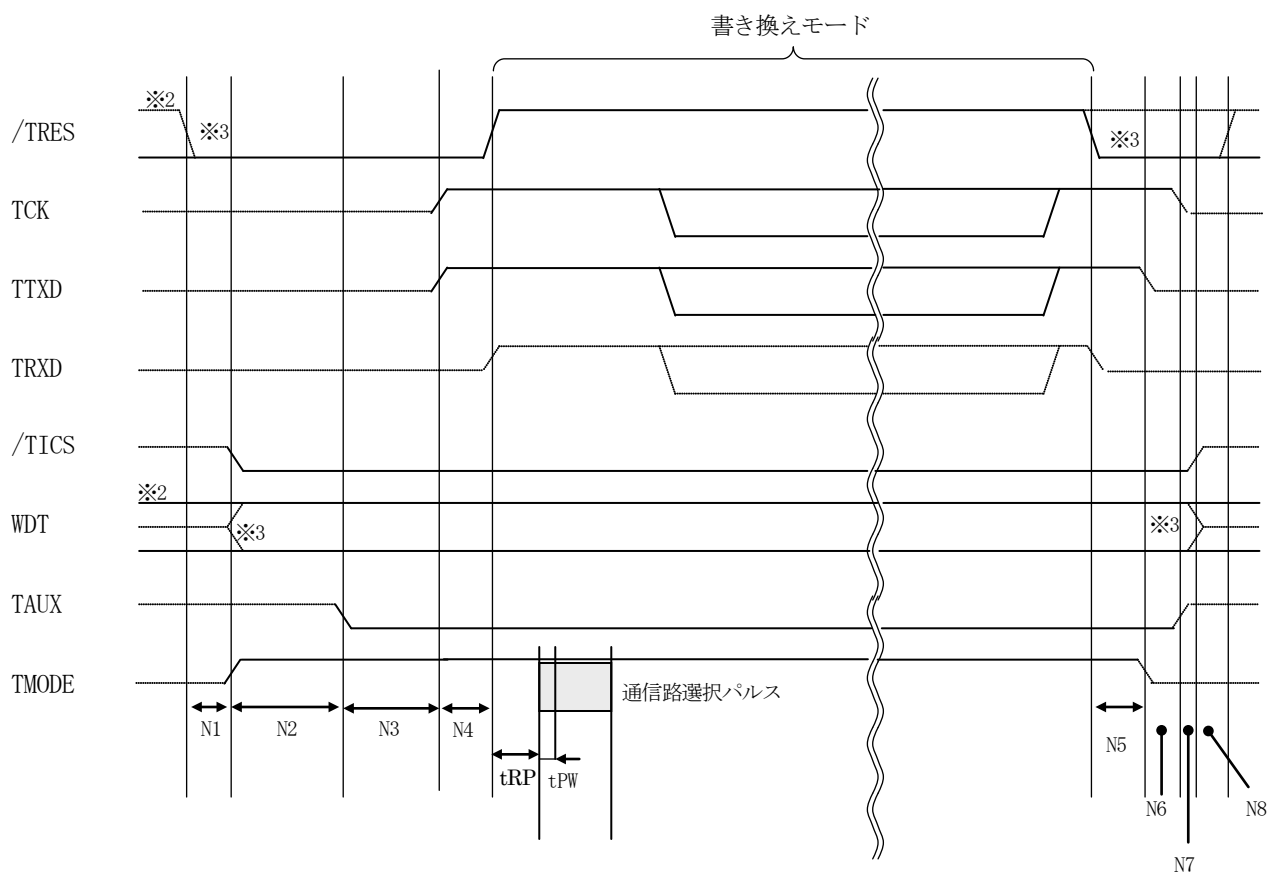 書き換えモード
※2
/TRES
※3
※3
TCK
TTXD
TRXD
/TICS
※2
WDT
※3
※3
TAUX
TMODE
通信路選択パルス
N1
N2
N3
N4
tRP
tPW
N5
N6
N8
N7